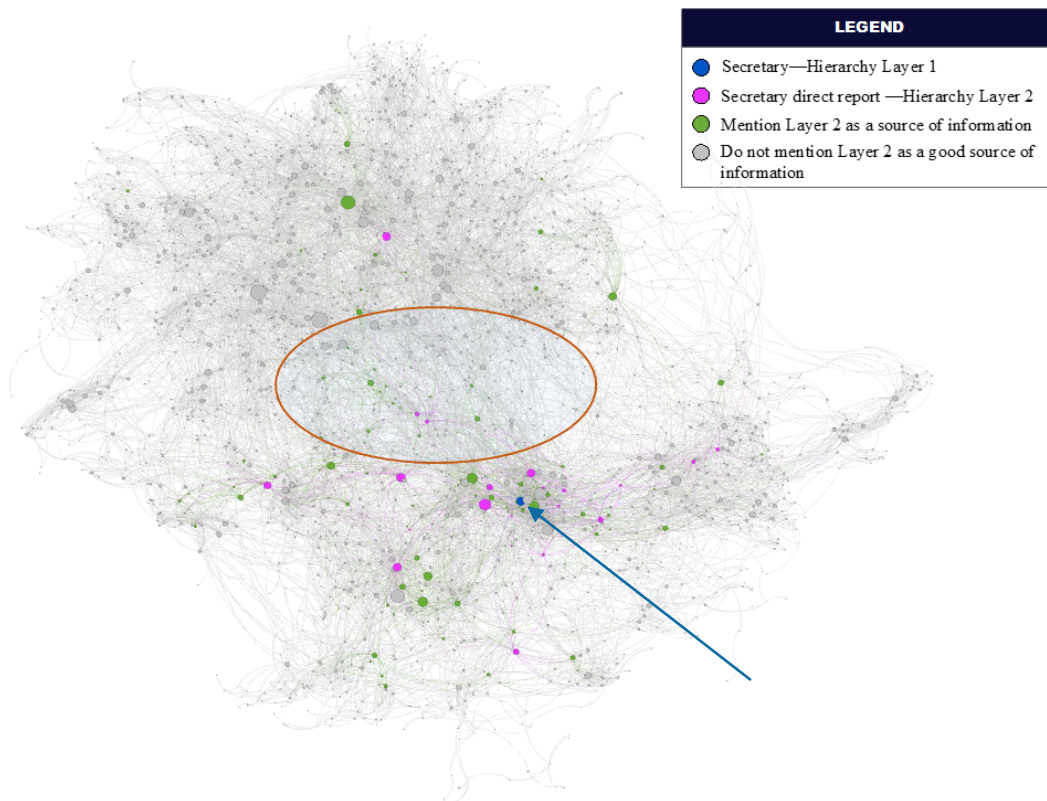 LEGEND
Secretary—Hierarchy Layer 1
Secretary direct report —Hierarchy Layer 2
Mention Layer 2 as a source of information
Do not mention Layer 2 as a good source of
information